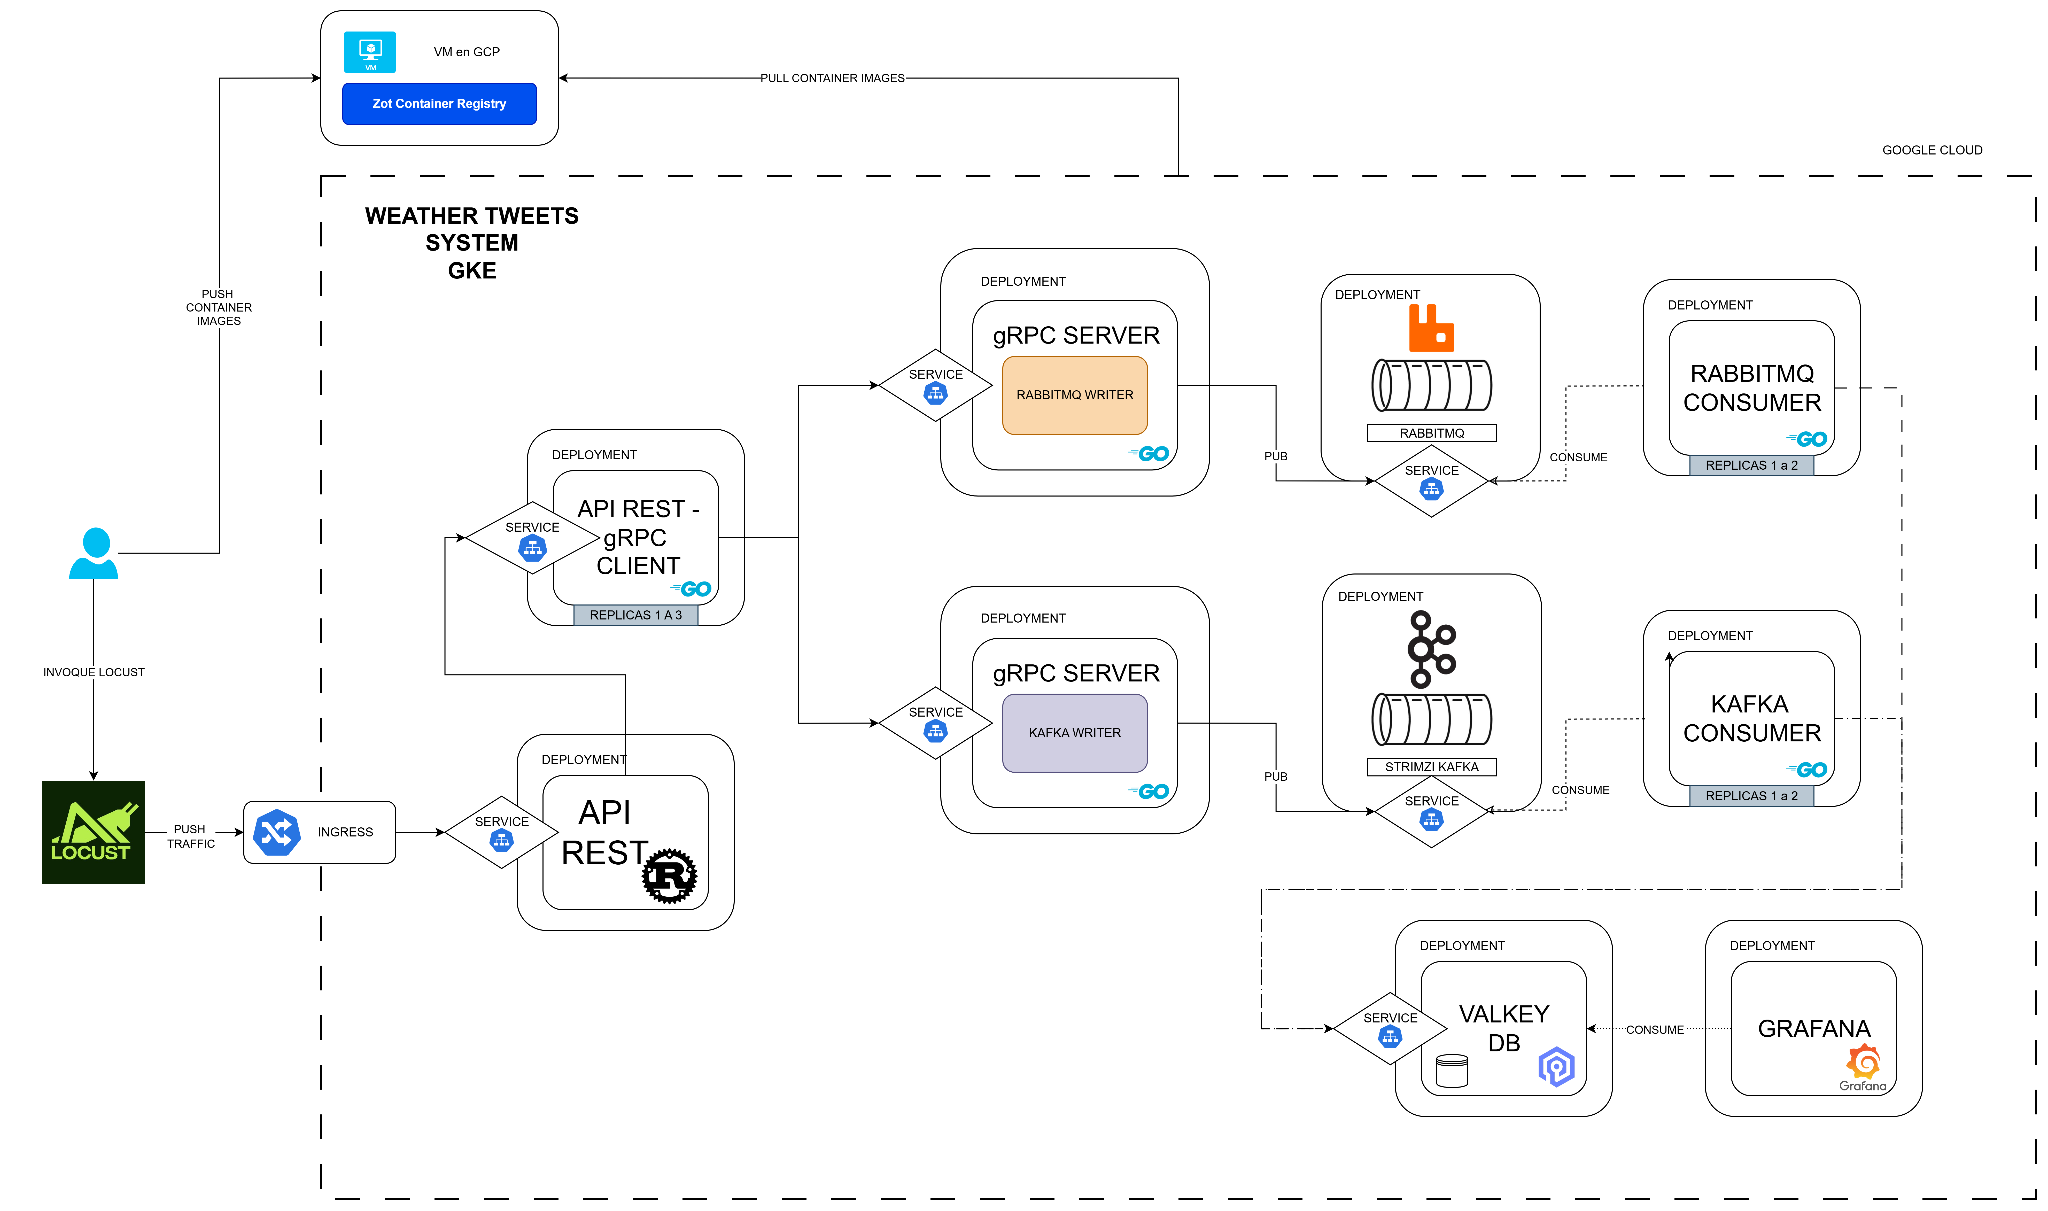 VM en GCP
VM
Zot Container Registry
PULL CONTAINER IMAGES
GOOGLE CLOUD
WEATHER TWEETS
SYSTEM
GKE
PUSH
CONTAINER
IMAGES
DEPLOYMENT
gRPC SERVER
SERVICE
RABBITMQ WRITER
GO
PUB
DEPLOYMENT
RABBITMQ
SERVICE
CONSUME
DEPLOYMENT
RABBITMQ
CONSUMER
GO
REPLICAS 1 a 2
DEPLOYMENT
SERVICE
API REST -
gRPC
CLIENT
GO
REPLICAS 1 A 3
DEPLOYMENT
gRPC SERVER
SERVICE
KAFKA WRITER
GO
PUB
DEPLOYMENT
STRIMZI KAFKA
SERVICE
CONSUME
DEPLOYMENT
KAFKA
CONSUMER
GO
REPLICAS 1 a 2
INVOQUE LOCUST
LOCUST
PUSH
TRAFFIC
INGRESS
DEPLOYMENT
SERVICE
API
REST
R
DEPLOYMENT
SERVICE
VALKEY
DB
CONSUME
DEPLOYMENT
GRAFANA
Grafana